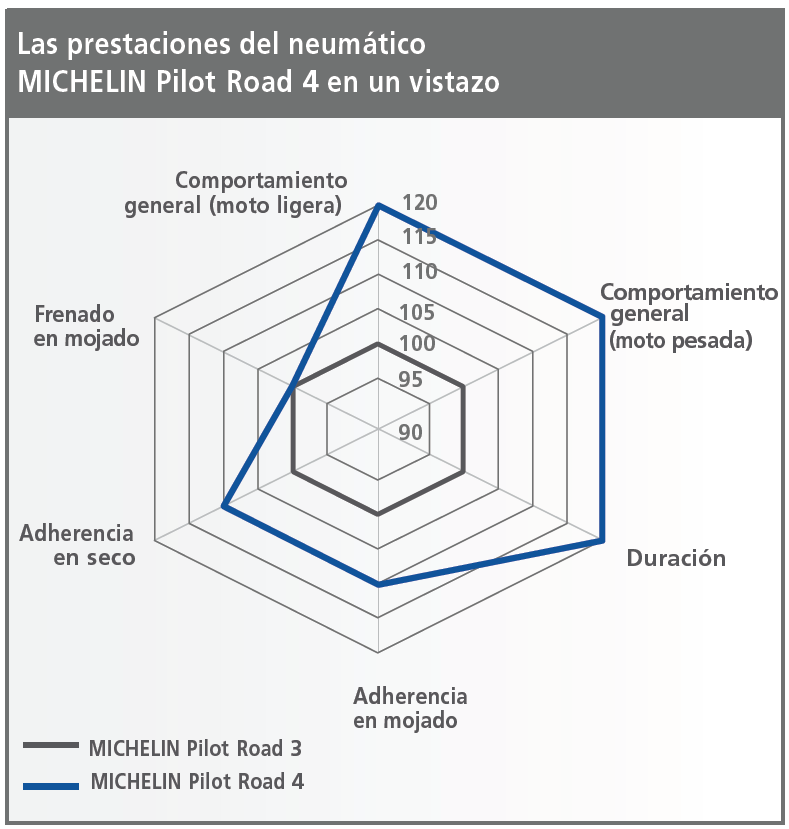 Las prestaciones del neumático
MICHELIN Pilot Road 4 en un vistazo
Comportamiento
general (moto ligera)
120
115
110
105
100
95
90
Comportamiento
general
(moto pesada)
Frenado
en mojado
Adherencia
en seco
Duración
Adherencia
en mojado
MICHELIN Pilot Road 3
MICHELIN Pilot Road 4